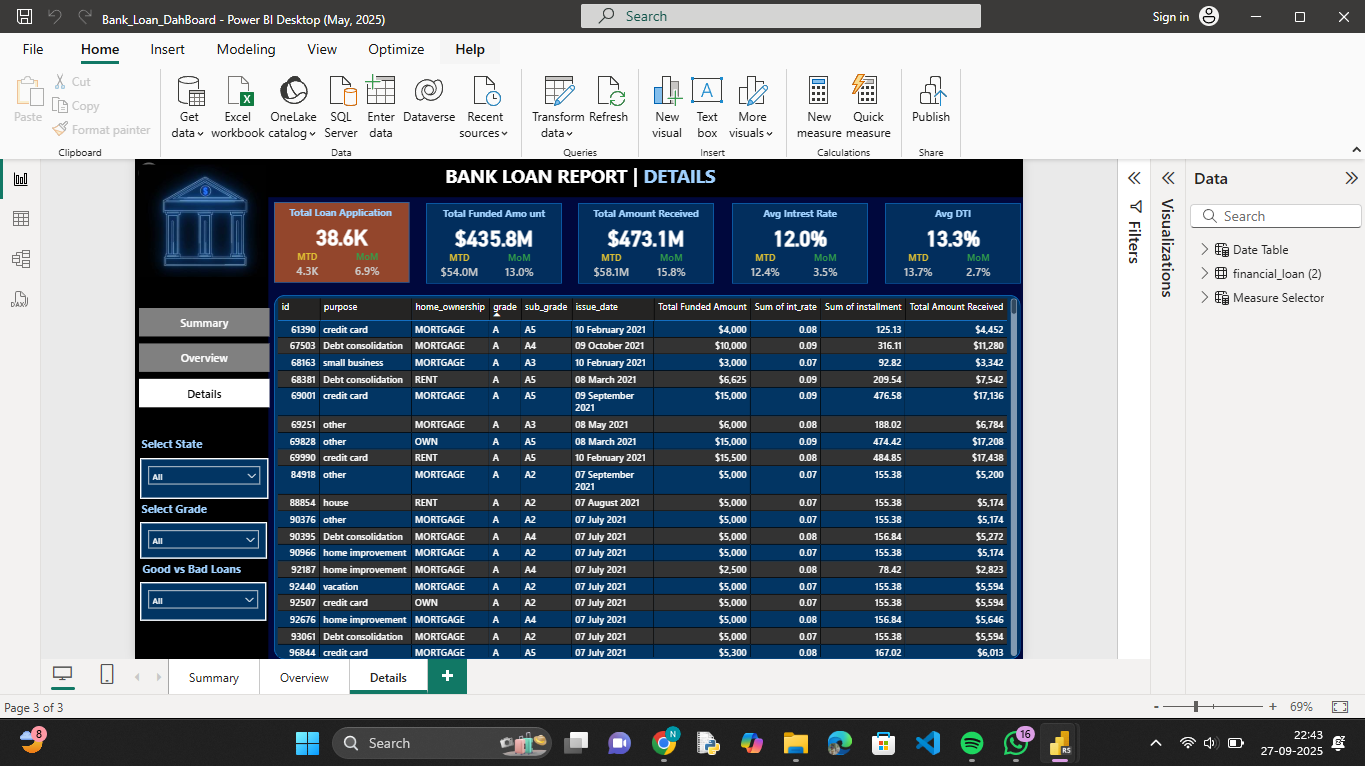 Bank_Loan_DahBoard - Power BI Desktop (May, 2025)
Search
Sign in
File Home Insert Modeling View Optimize Help
Paste
Cut
Copy
Format painter
Clipboard
Get data
Excel workbook
OneLake catalog
SQL Server
Enter data
Dataverse
Recent sources
Data
Transform data
Refresh
Queries
New visual
Text box
More visuals
Insert
New measure
Quick measure
Calculations
Publish
Share
BANK LOAN REPORT | DETAILS
Total Loan Application
38.6K
MTD MoM
4.3K 6.9%
Total Funded Amo unt
$435.8M
MTD MoM
$54.0M 13.0%
Total Amount Received
$473.1M
MTD MoM
$58.1M 15.8%
Avg Intrest Rate
12.0%
MTD MoM
12.4% 3.5%
Avg DTI
13.3%
MTD MoM
13.7% 2.7%
Summary
Overview
Details
Select State
All
Select Grade
All
Good vs Bad Loans
All
id purpose home_ownership grade sub_grade issue_date Total Funded Amount Sum of int_rate Sum of installment Total Amount Received
61390 credit card MORTGAGE A A5 10 February 2021 $4,000 0.08 125.13 $4,452
67503 Debt consolidation MORTGAGE A A4 09 October 2021 $10,000 0.09 316.11 $11,280
68163 small business MORTGAGE A A3 10 February 2021 $3,000 0.07 92.82 $3,342
68381 Debt consolidation RENT A A5 08 March 2021 $6,625 0.09 209.54 $7,542
69001 credit card MORTGAGE A A5 09 September 2021 $15,000 0.09 476.58 $17,136
69251 other MORTGAGE A A3 08 May 2021 $6,000 0.08 188.02 $6,784
69828 other OWN A A5 08 March 2021 $15,000 0.09 474.42 $17,208
69990 credit card RENT A A5 10 February 2021 $15,500 0.08 484.85 $17,438
84918 other MORTGAGE A A2 07 September 2021 $5,000 0.07 155.38 $5,200
88854 house RENT A A2 07 August 2021 $5,000 0.07 155.38 $5,174
90376 other MORTGAGE A A2 07 July 2021 $5,000 0.07 155.38 $5,174
90395 Debt consolidation MORTGAGE A A4 07 July 2021 $5,000 0.08 156.84 $5,272
90966 home improvement MORTGAGE A A2 07 July 2021 $5,000 0.07 155.38 $5,174
92187 home improvement MORTGAGE A A4 07 July 2021 $2,500 0.08 78.42 $2,823
92440 vacation MORTGAGE A A2 07 July 2021 $5,000 0.07 155.38 $5,594
92507 credit card OWN A A2 07 July 2021 $5,000 0.07 155.38 $5,594
92676 home improvement MORTGAGE A A4 07 July 2021 $5,000 0.08 156.84 $5,646
93061 Debt consolidation MORTGAGE A A2 07 July 2021 $5,000 0.07 155.38 $5,594
96844 credit card MORTGAGE A A5 07 July 2021 $5,300 0.08 167.02 $6,013
Filters
Visualizations
Data
Search
Date Table
financial_loan (2)
Measure Selector
Summary Overview Details +
Page 3 of 3
- + 69%
8
Search
N
16
RS
DAX
22:43
27-09-2025